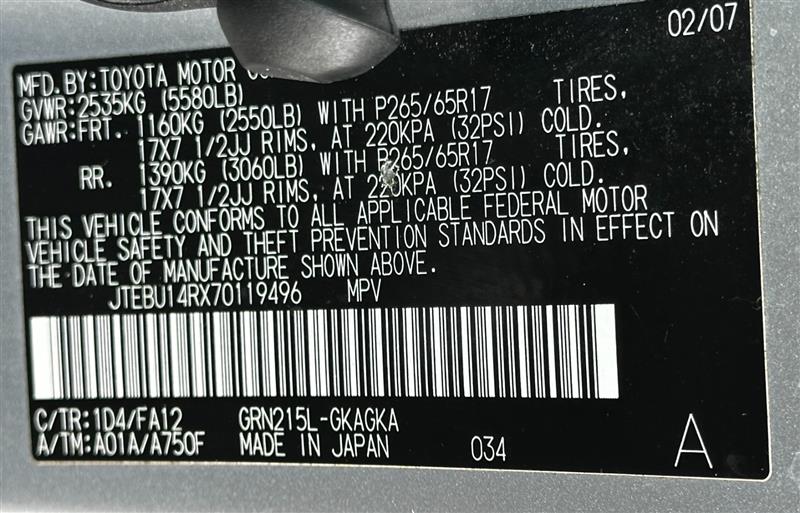 02/07
MFD.BY:TOYOTA MOTOR
GVWR:2535KG (5580LB)
GAWR:FRT. 1160KG (2550LB) WITH P265/65R17 TIRES,
17X7 1/2JJ RIMS, AT 220KPA (32PSI) COLD.
RR. 1390KG (3060LB) WITH P265/65R17 TIRES,
17X7 1/2JJ RIMS, AT 220KPA (32PSI) COLD.
THIS VEHICLE CONFORMS TO ALL APPLICABLE FEDERAL MOTOR
VEHICLE SAFETY AND THEFT PREVENTION STANDARDS IN EFFECT ON
THE DATE OF MANUFACTURE SHOWN ABOVE.
JTEBU14RX70119496 MPV
C/TR:1D4/FA12 GRN215L-GKAGKA
A/TM:A01A/A750F MADE IN JAPAN 034 A